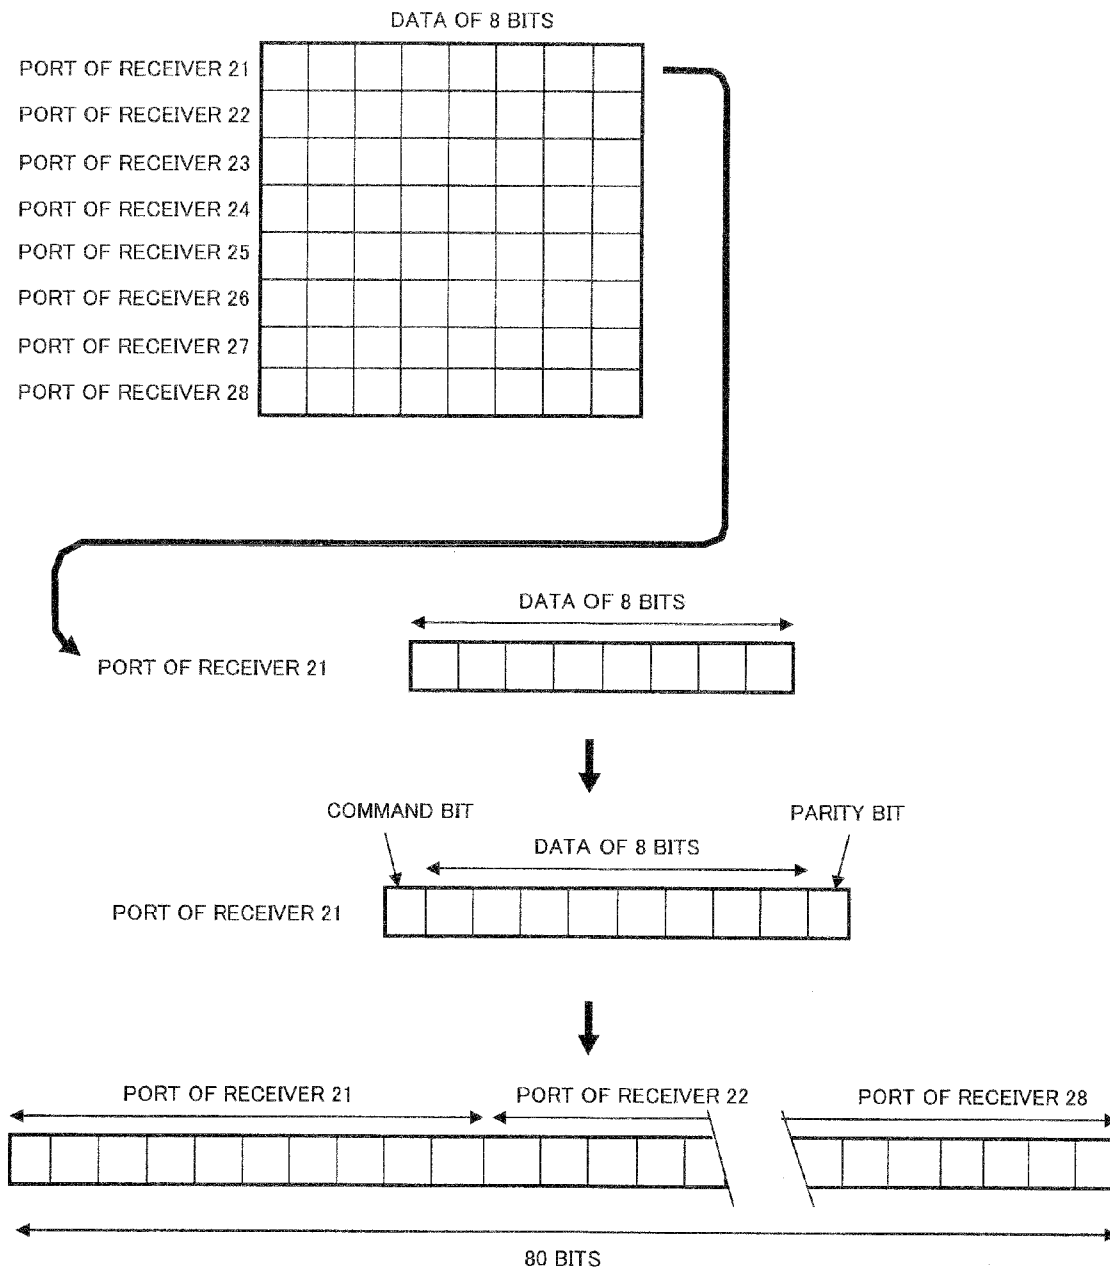 DATA OF 8 BITS
PORT OF RECEIVER 21
PORT OF RECEIVER 22
PORT OF RECEIVER 23
PORT OF RECEIVER 24
PORT OF RECEIVER 25
PORT OF RECEIVER 26
PORT OF RECEIVER 27
PORT OF RECEIVER 28
DATA OF 8 BITS
PORT OF RECEIVER 21
COMMAND BIT
PARITY BIT
DATA OF 8 BITS
PORT OF RECEIVER 21
PORT OF RECEIVER 21
PORT OF RECEIVER 22
PORT OF RECEIVER 28
80 BITS